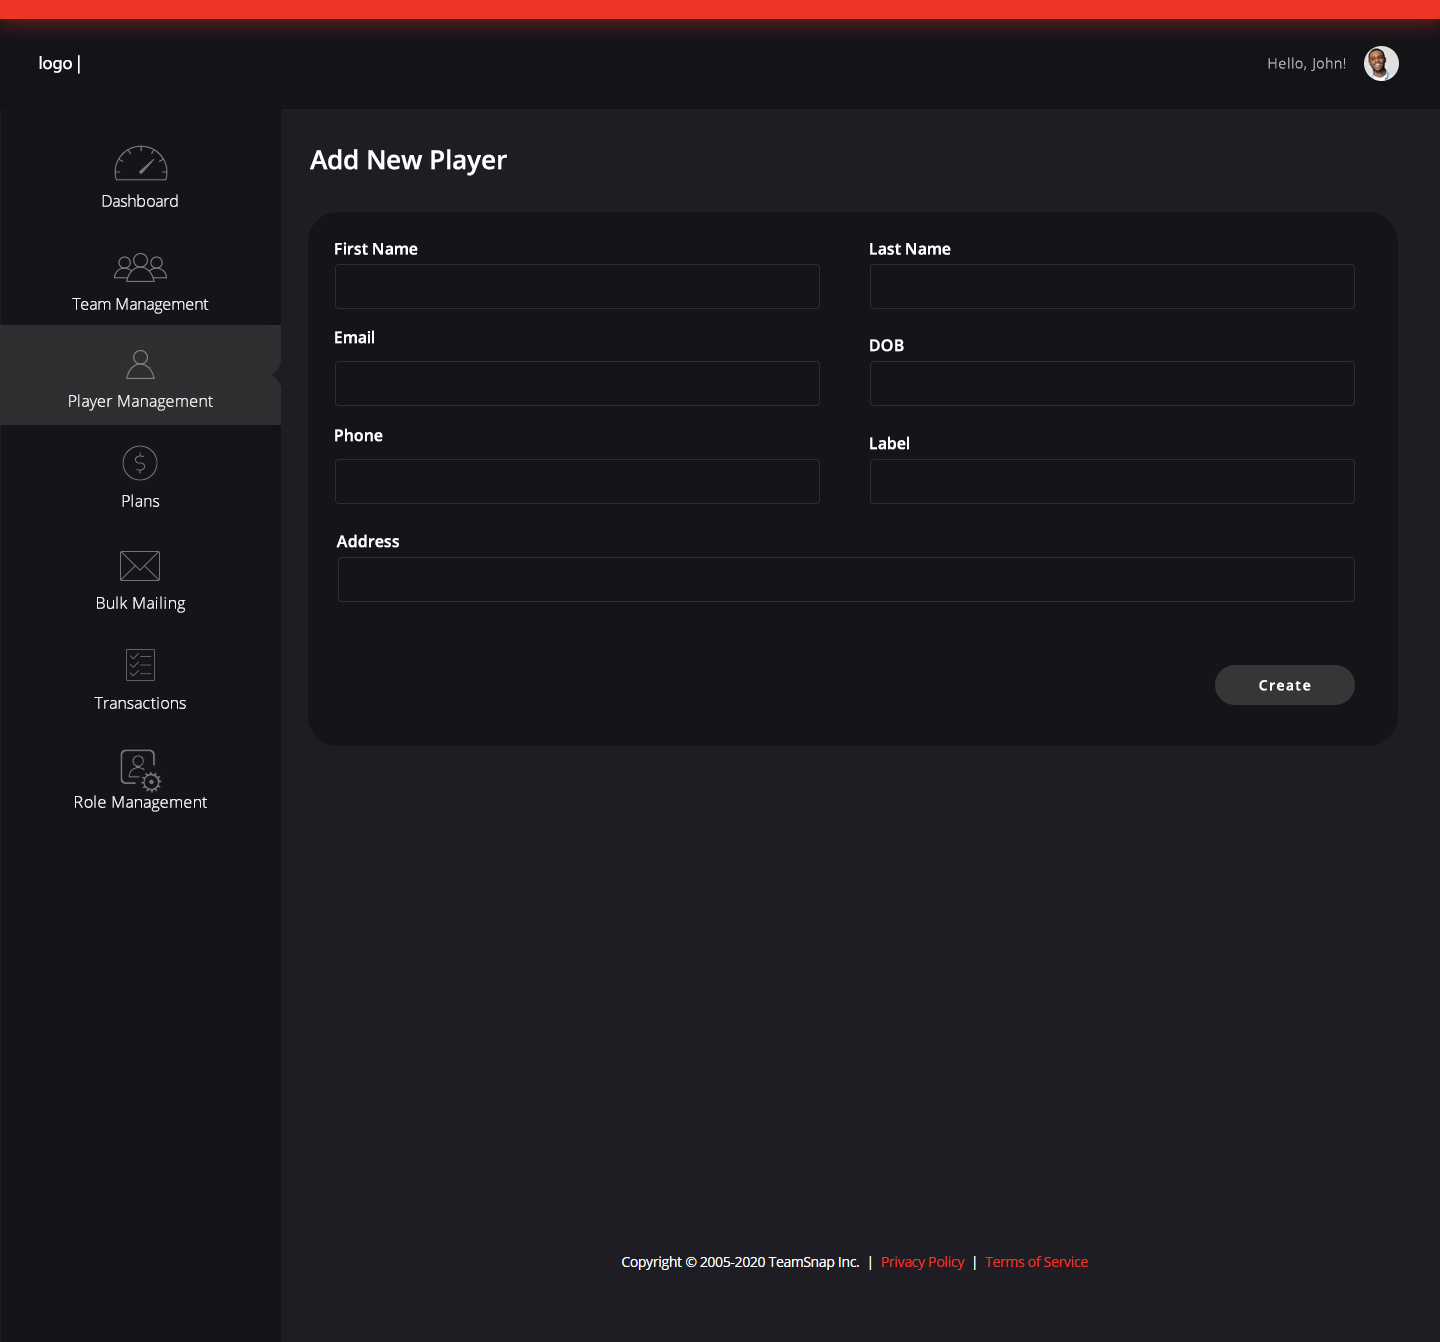 logo |
Hello, John!
Dashboard
Team Management
Player Management
Plans
Bulk Mailing
Transactions
Role Management
Add New Player
First Name
Last Name
Email
DOB
Phone
Label
Address
Create
Copyright © 2005-2020 TeamSnap Inc. | Privacy Policy | Terms of Service